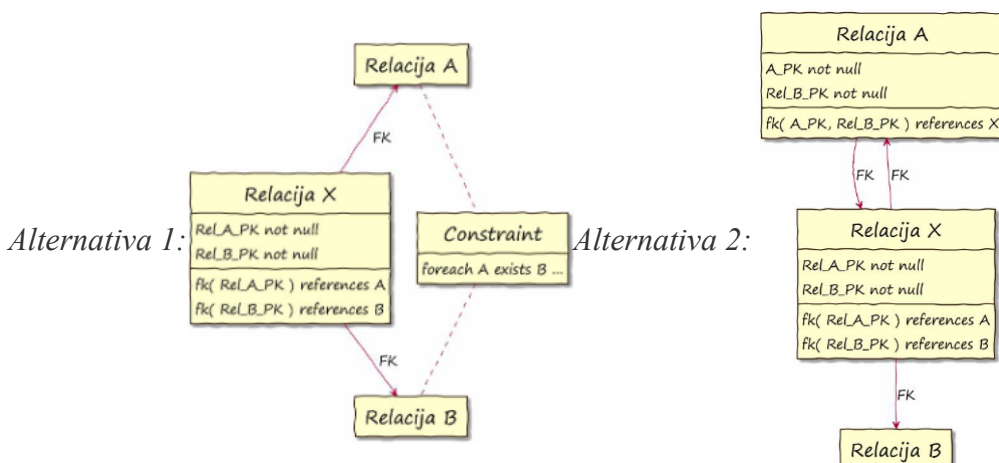 Alternativa 1:
Relacija A
FK
Relacija X
Rel_A_PK not null
Rel_B_PK not null
fk( Rel_A_PK ) references A
fk( Rel_B_PK ) references B
Constraint
foreach A exists B ...
FK
Relacija B
Alternativa 2:
Relacija A
A_PK not null
Rel_B_PK not null
fk( A_PK, Rel_B_PK ) references X
FK
FK
Relacija X
Rel_A_PK not null
Rel_B_PK not null
fk( Rel_A_PK ) references A
fk( Rel_B_PK ) references B
FK
Relacija B